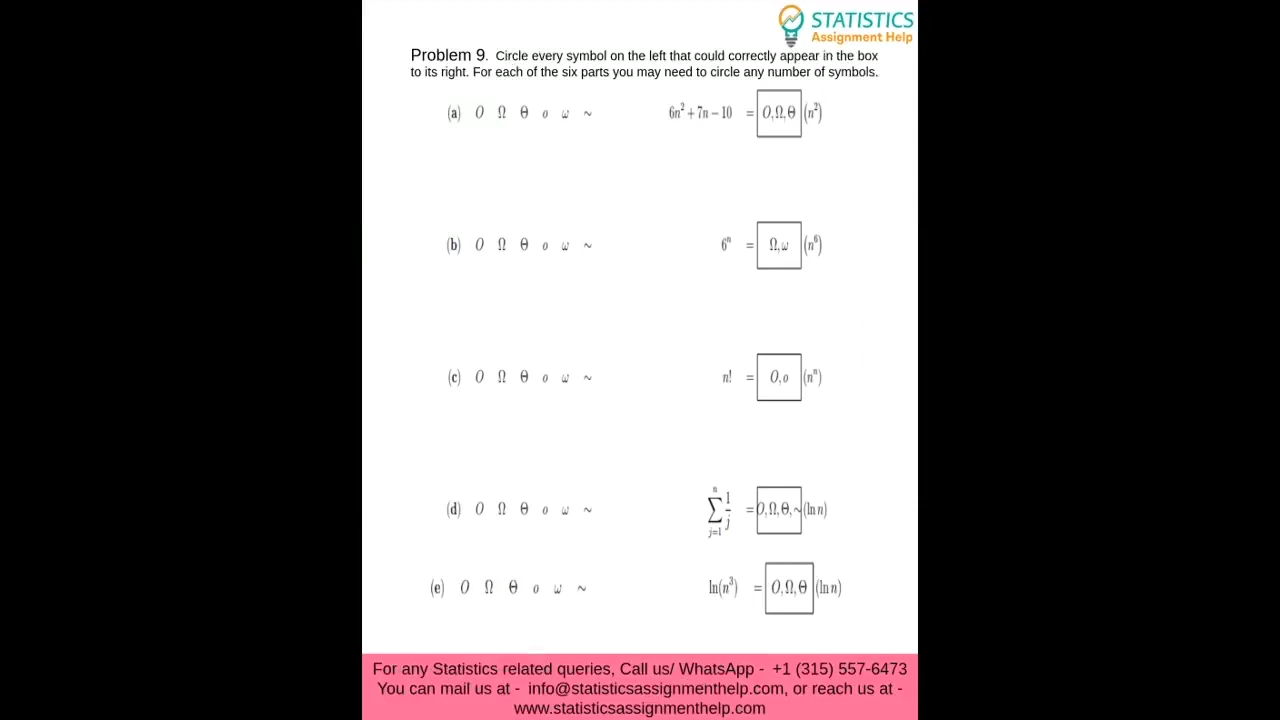 STATISTICS
Assignment Help
Problem 9. Circle every symbol on the left that could correctly appear in the box
to its right. For each of the six parts you may need to circle any number of symbols.
(a) O Ω Θ o ω ~ 6n² + 7n − 10 = O, Ω, Θ (n²)
(b) O Ω Θ o ω ~ 6ⁿ = Ω, ω (n⁶)
(c) O Ω Θ o ω ~ n! = O, o (nⁿ)
(d) O Ω Θ o ω ~ ∑ⁿⱼ₌₁ 1/j = O, Ω, Θ, ~ (ln n)
(e) O Ω Θ o ω ~ ln(n³) = O, Ω, Θ (ln n)
For any Statistics related queries, Call us/ WhatsApp - +1 (315) 557-6473
You can mail us at - info@statisticsassignmenthelp.com, or reach us at -
www.statisticsassignmenthelp.com